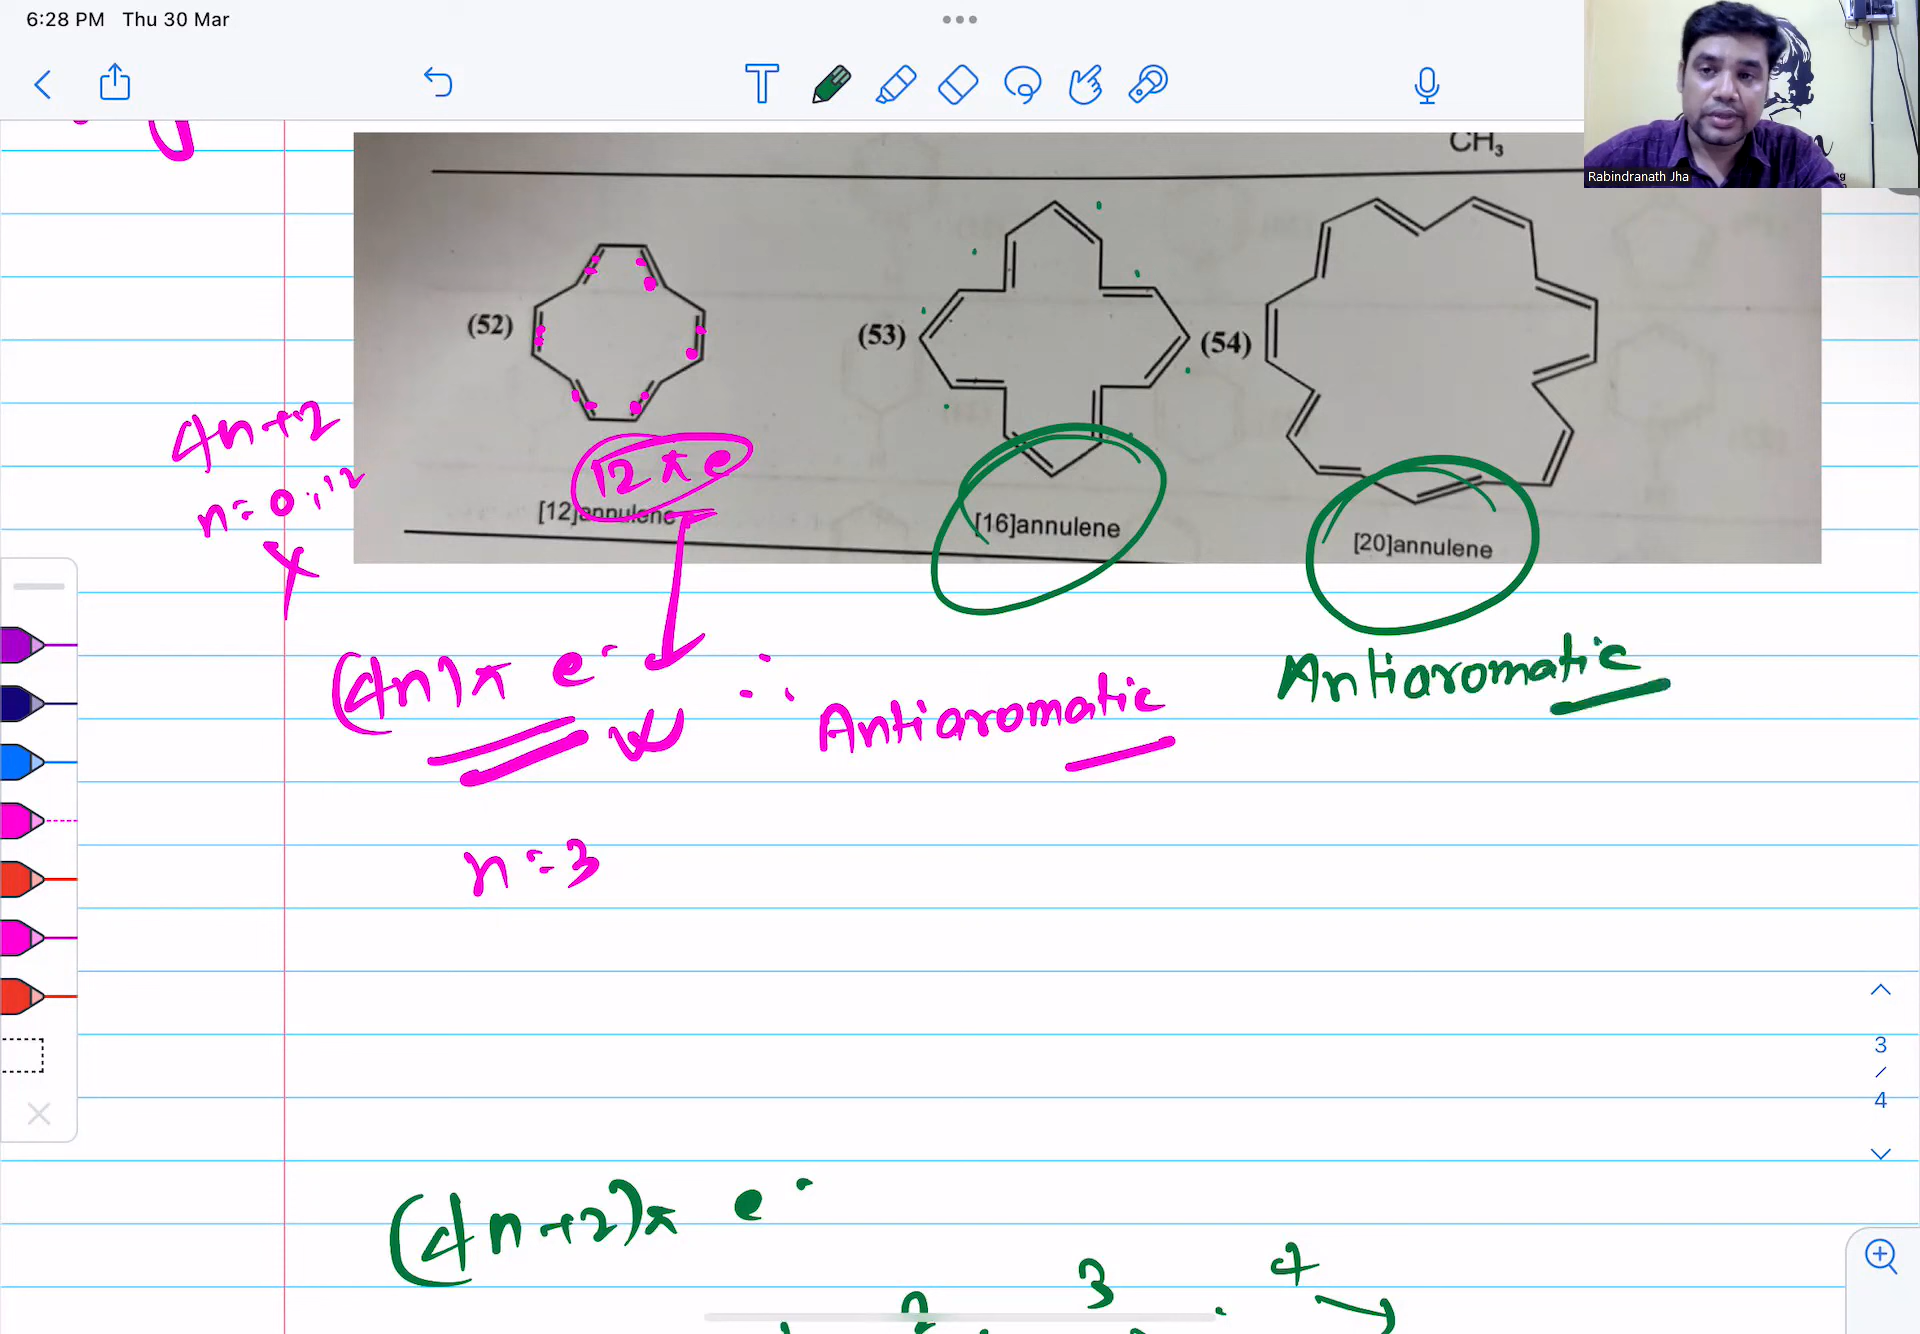 6:28 PM Thu 30 Mar
Rabindranath Jha
CH₃
(52)
(53)
(54)
4n+2
n=0,1,2
12 π e
[12]annulene
[16]annulene
[20]annulene
(4n)π e⁻
∴ Antiaromatic
Antiaromatic
n=3
3
/
4
(4n+2)π e⁻
2 3 4